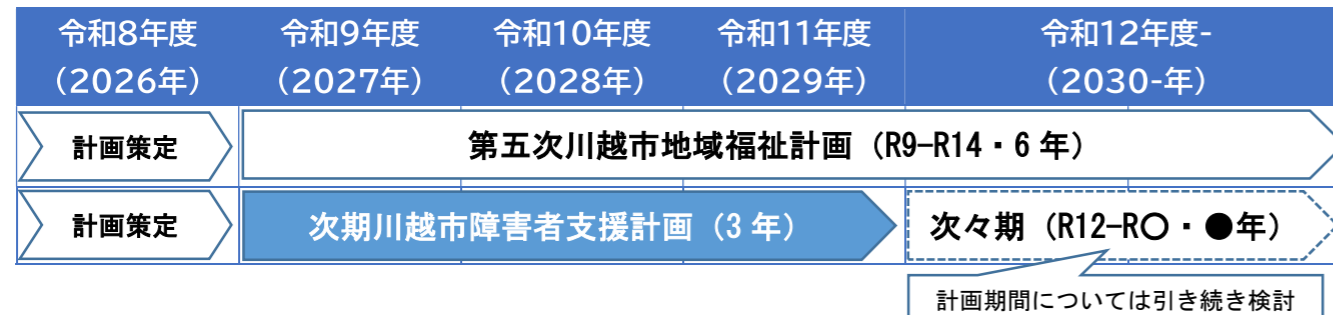 令和8年度 令和9年度 令和10年度 令和11年度 令和12年度-
(2026年) (2027年) (2028年) (2029年) (2030-年)
計画策定 第五次川越市地域福祉計画（R9-R14・6年）
計画策定 次期川越市障害者支援計画（3年） 次々期（R12-R〇・●年）
計画期間については引き続き検討